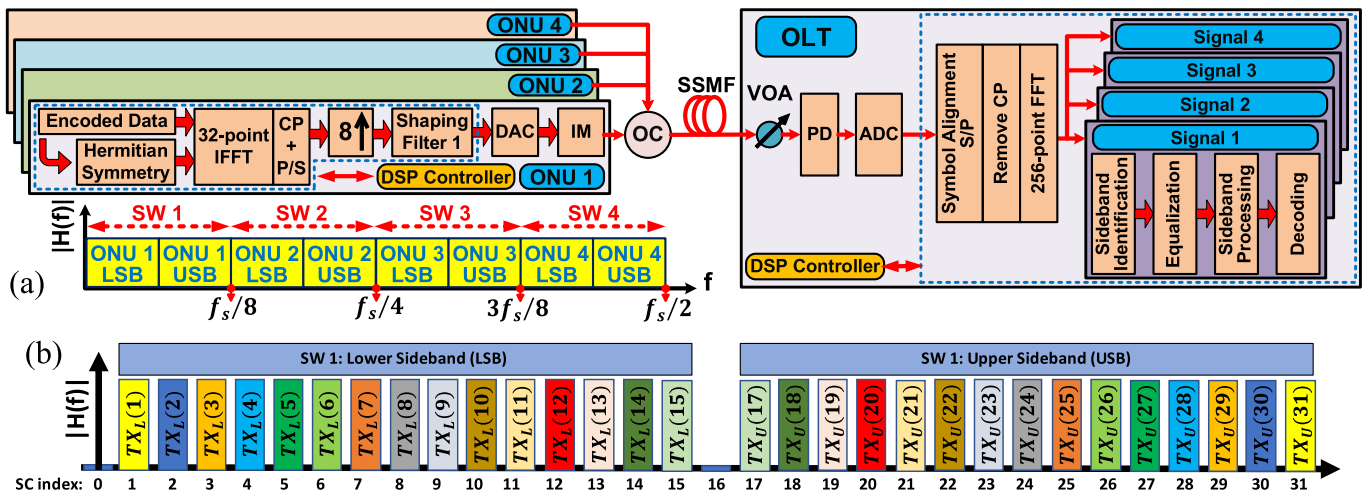 ONU 4
ONU 3
ONU 2
Encoded Data
Hermitian
Symmetry
32-point
IFFT
CP
+
P/S
8
Shaping
Filter 1
DAC
IM
DSP Controller
ONU 1
OC
SSMF
VOA
OLT
PD
ADC
Symbol Alignment
S/P
Remove CP
256-point FFT
Signal 4
Signal 3
Signal 2
Signal 1
Sideband
Identification
Equalization
Sideband
Processing
Decoding
DSP Controller
|H(f)|
SW 1
SW 2
SW 3
SW 4
ONU 1
LSB
ONU 1
USB
ONU 2
LSB
ONU 2
USB
ONU 3
LSB
ONU 3
USB
ONU 4
LSB
ONU 4
USB
f
(a)
fs/8
fs/4
3fs/8
fs/2
(b)
|H(f)|
SW 1: Lower Sideband (LSB)
SW 1: Upper Sideband (USB)
TX_L(1)
TX_L(2)
TX_L(3)
TX_L(4)
TX_L(5)
TX_L(6)
TX_L(7)
TX_L(8)
TX_L(9)
TX_L(10)
TX_L(11)
TX_L(12)
TX_L(13)
TX_L(14)
TX_L(15)
TX_U(17)
TX_U(18)
TX_U(19)
TX_U(20)
TX_U(21)
TX_U(22)
TX_U(23)
TX_U(24)
TX_U(25)
TX_U(26)
TX_U(27)
TX_U(28)
TX_U(29)
TX_U(30)
TX_U(31)
SC index: 0 1 2 3 4 5 6 7 8 9 10 11 12 13 14 15 16 17 18 19 20 21 22 23 24 25 26 27 28 29 30 31